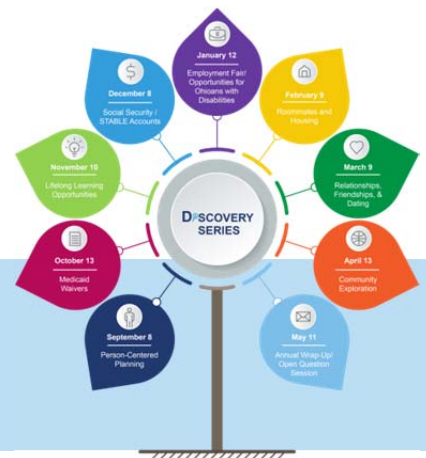 January 12
Employment Fair/
Opportunities for
Ohioans with
Disabilities
December 8
Social Security /
STABLE Accounts
February 9
Roommates and
Housing
November 10
Lifelong Learning
Opportunities
March 9
Relationships,
Friendships, &
Dating
DISCOVERY
SERIES
October 13
Medicaid
Waivers
April 13
Community
Exploration
September 8
Person-Centered
Planning
May 11
Annual Wrap-Up/
Open Question
Session